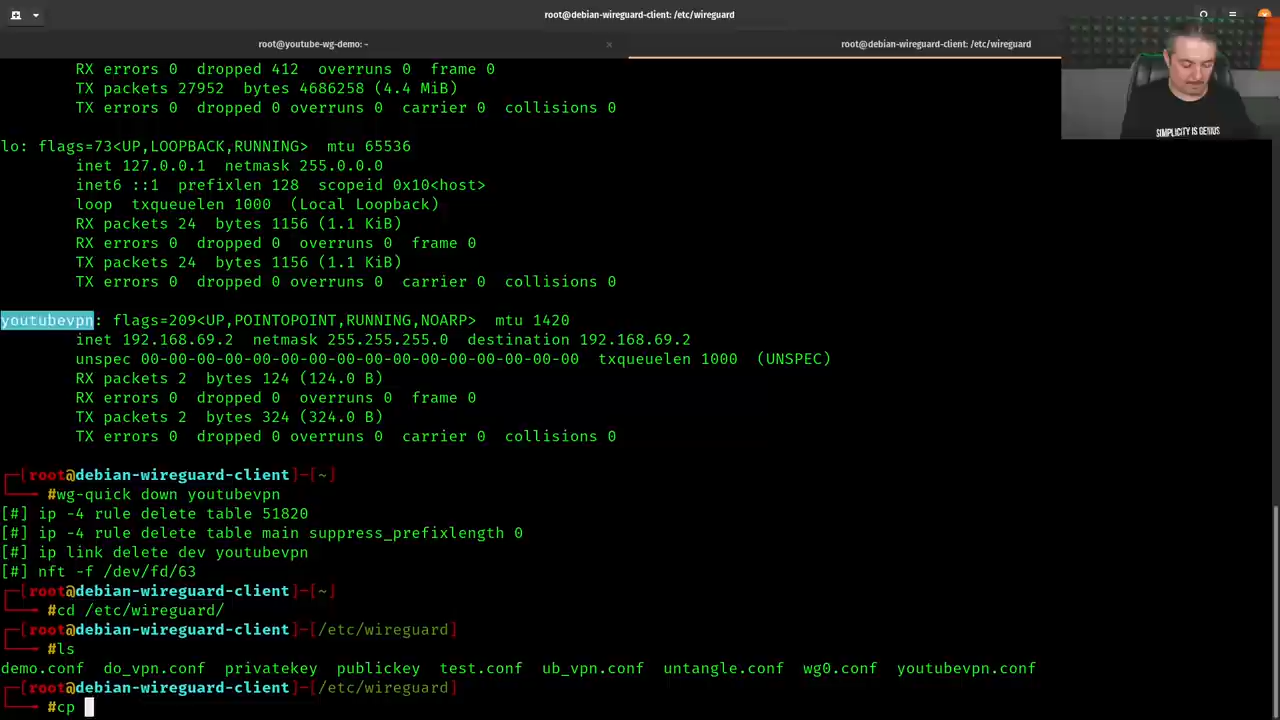 root@debian-wireguard-client: /etc/wireguard
root@youtube-wg-demo: ~ × root@debian-wireguard-client: /etc/wireguard
RX errors 0 dropped 412 overruns 0 frame 0
TX packets 27952 bytes 4686258 (4.4 MiB)
TX errors 0 dropped 0 overruns 0 carrier 0 collisions 0
SIMPLICITY IS GENIUS
lo: flags=73<UP,LOOPBACK,RUNNING> mtu 65536
inet 127.0.0.1 netmask 255.0.0.0
inet6 ::1 prefixlen 128 scopeid 0x10<host>
loop txqueuelen 1000 (Local Loopback)
RX packets 24 bytes 1156 (1.1 KiB)
RX errors 0 dropped 0 overruns 0 frame 0
TX packets 24 bytes 1156 (1.1 KiB)
TX errors 0 dropped 0 overruns 0 carrier 0 collisions 0
youtubevpn: flags=209<UP,POINTOPOINT,RUNNING,NOARP> mtu 1420
inet 192.168.69.2 netmask 255.255.255.0 destination 192.168.69.2
unspec 00-00-00-00-00-00-00-00-00-00-00-00-00-00-00-00 txqueuelen 1000 (UNSPEC)
RX packets 2 bytes 124 (124.0 B)
RX errors 0 dropped 0 overruns 0 frame 0
TX packets 2 bytes 324 (324.0 B)
TX errors 0 dropped 0 overruns 0 carrier 0 collisions 0
┌─[root@debian-wireguard-client]─[~]
└──╼ #wg-quick down youtubevpn
[#] ip -4 rule delete table 51820
[#] ip -4 rule delete table main suppress_prefixlength 0
[#] ip link delete dev youtubevpn
[#] nft -f /dev/fd/63
┌─[root@debian-wireguard-client]─[~]
└──╼ #cd /etc/wireguard/
┌─[root@debian-wireguard-client]─[/etc/wireguard]
└──╼ #ls
demo.conf do_vpn.conf privatekey publickey test.conf ub_vpn.conf untangle.conf wg0.conf youtubevpn.conf
┌─[root@debian-wireguard-client]─[/etc/wireguard]
└──╼ #cp